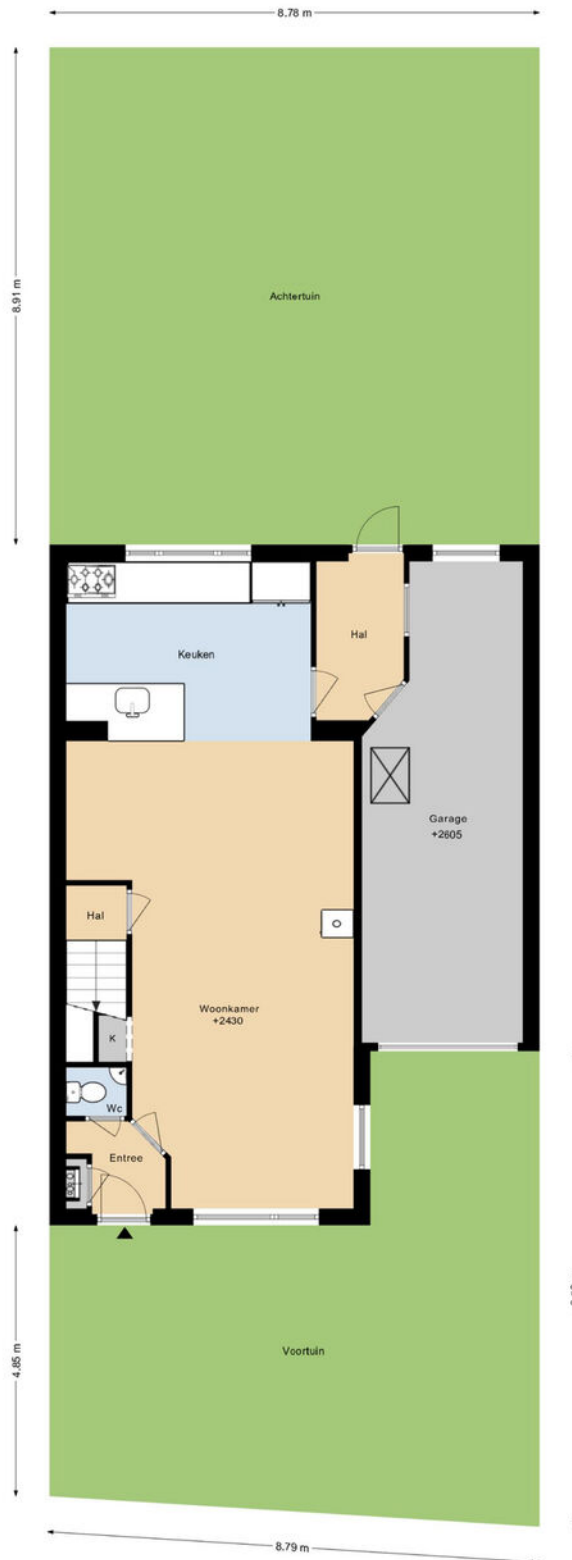 8.78 m
8.91 m
Achtertuin
Keuken
Hal
Garage
+2605
Hal
Woonkamer
+2430
K
Wc
Entree
4.85 m
Voortuin
8.79 m